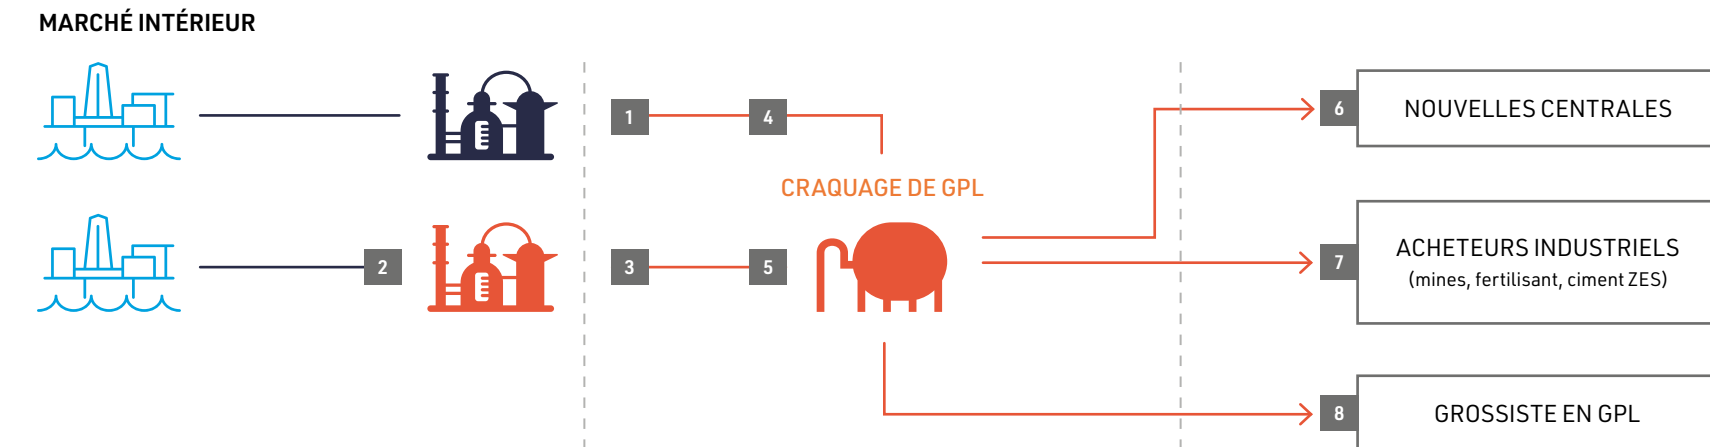 MARCHÉ INTÉRIEUR
1
4
6
NOUVELLES CENTRALES
CRAQUAGE DE GPL
2
3
5
7
ACHETEURS INDUSTRIELS
(mines, fertilisant, ciment ZES)
8
GROSSISTE EN GPL